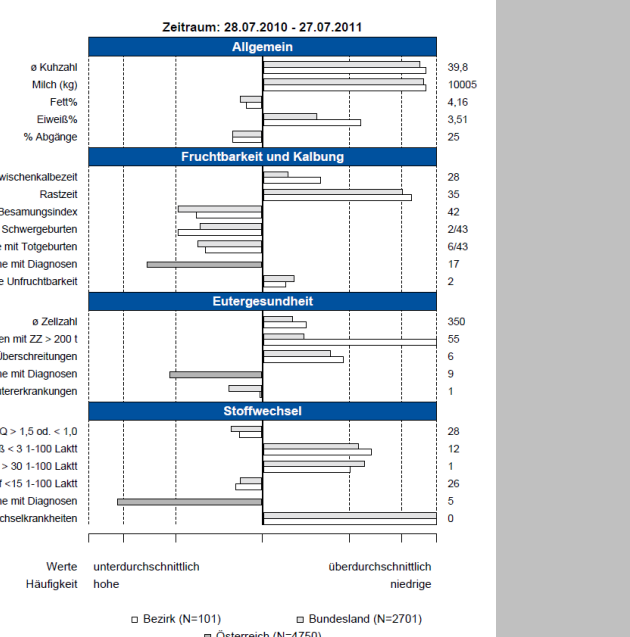 Zeitraum: 28.07.2010 - 27.07.2011
Allgemein
ø Kuhzahl 39,8
Milch (kg) 10005
Fett% 4,16
Eiweiß% 3,51
% Abgänge 25
Fruchtbarkeit und Kalbung
wischenkalbezeit 28
Rastzeit 35
Besamungsindex 42
Schwergeburten 2/43
e mit Totgeburten 6/43
ne mit Diagnosen 17
e Unfruchtbarkeit 2
Eutergesundheit
ø Zellzahl 350
en mit ZZ > 200 t 55
Überschreitungen 6
ne mit Diagnosen 9
utererkrankungen 1
Stoffwechsel
Q > 1,5 od. < 1,0 28
ß < 3 1-100 Laktt 12
> 30 1-100 Laktt 1
f <15 1-100 Laktt 26
ne mit Diagnosen 5
chselkrankheiten 0
Werte unterdurchschnittlich überdurchschnittlich
Häufigkeit hohe niedrige
Bezirk (N=101) Bundesland (N=2701)
Österreich (N=4750)